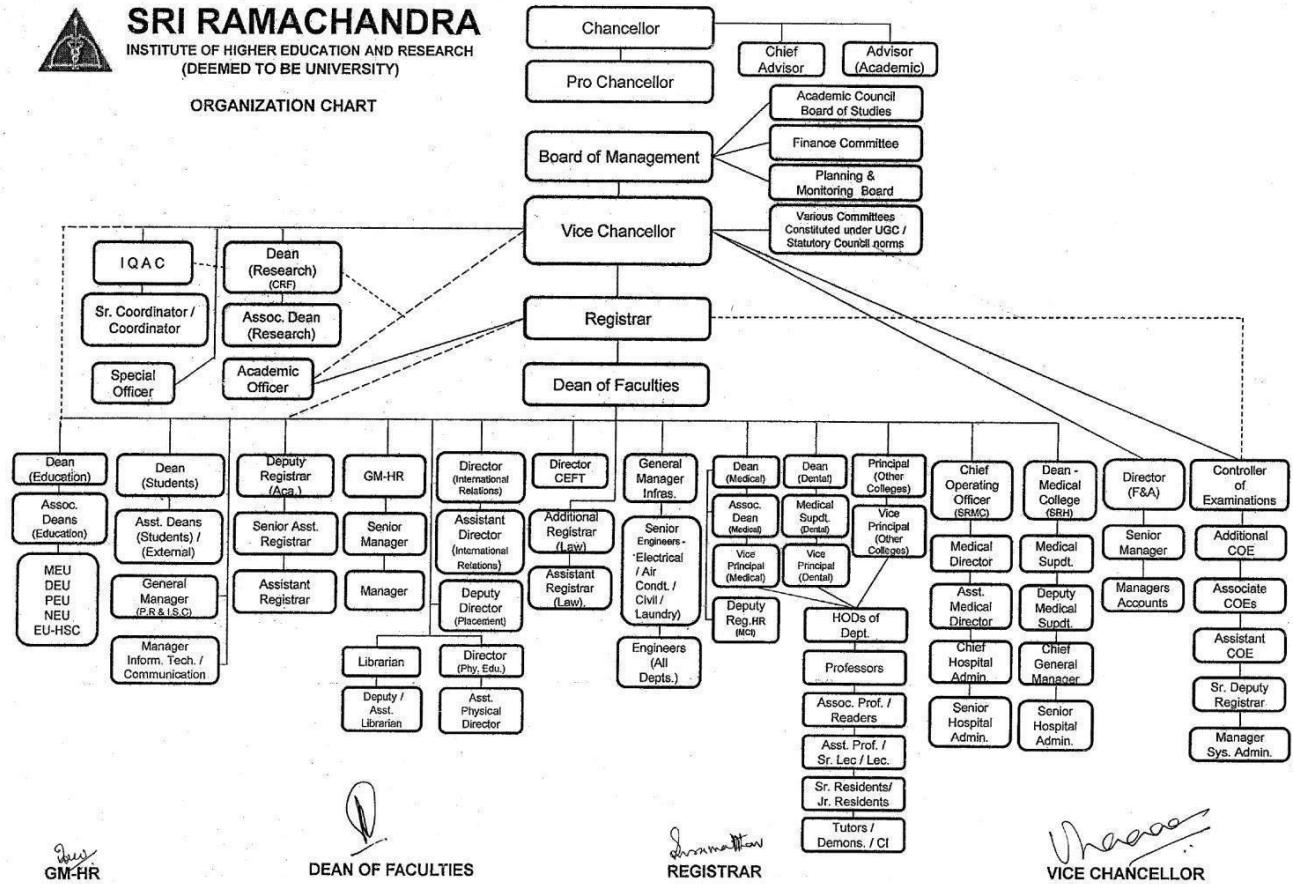 SRI RAMACHANDRA
INSTITUTE OF HIGHER EDUCATION AND RESEARCH
(DEEMED TO BE UNIVERSITY)
ORGANIZATION CHART
Chancellor
Chief
Advisor
Advisor
(Academic)
Pro Chancellor
Academic Council
Board of Studies
Board of Management
Finance Committee
Planning &
Monitoring Board
Vice Chancellor
Various Committees
Constituted under UGC /
Statutory Council norms
IQAC
Sr. Coordinator /
Coordinator
Special
Officer
Dean
(Research)
(CRF)
Assoc. Dean
(Research)
Academic
Officer
Registrar
Dean of Faculties
Dean
(Education)
Assoc.
Deans
(Education)
MEU
DEU
PEU
NEU
EU-HSC
Dean
(Students)
Asst. Deans
(Students) /
(External)
General
Manager
(P.R & I.S.C)
Manager
Inform. Tech. /
Communication
Deputy
Registrar
(Aca.)
Senior Asst.
Registrar
Assistant
Registrar
GM-HR
Senior
Manager
Manager
Librarian
Deputy /
Asst.
Librarian
Director
(International
Relations)
Assistant
Director
(International
Relations)
Deputy
Director
(Placement)
Director
(Phy. Edu.)
Asst.
Physical
Director
Director
CEFT
Additional
Registrar
(Law)
Assistant
Registrar
(Law).
General
Manager
Infras.
Senior
Engineers -
Electrical
/ Air
Condt. /
Civil /
Laundry)
Engineers
(All
Depts.)
Dean
(Medical)
Assoc.
Dean
(Medical)
Vice
Principal
(Medical)
Deputy
Reg.HR
(MCI)
Dean
(Dental)
Medical
Supdt.
(Dental)
Vice
Principal
(Dental)
Principal
(Other
Colleges)
Vice
Principal
(Other
Colleges)
HODs of
Dept.
Professors
Assoc. Prof. /
Readers
Asst. Prof. /
Sr. Lec / Lec.
Sr. Residents/
Jr. Residents
Tutors /
Demons. / CI
Chief
Operating
Officer
(SRMC)
Medical
Director
Asst.
Medical
Director
Chief
Hospital
Admin.
Senior
Hospital
Admin.
Dean -
Medical
College
(SRH)
Medical
Supdt.
Deputy
Medical
Supdt.
Chief
General
Manager
Senior
Hospital
Admin.
Director
(F&A)
Senior
Manager
Managers
Accounts
Controller
of
Examinations
Additional
COE
Associate
COEs
Assistant
COE
Sr. Deputy
Registrar
Manager
Sys. Admin.
GM-HR
DEAN OF FACULTIES
REGISTRAR
VICE CHANCELLOR